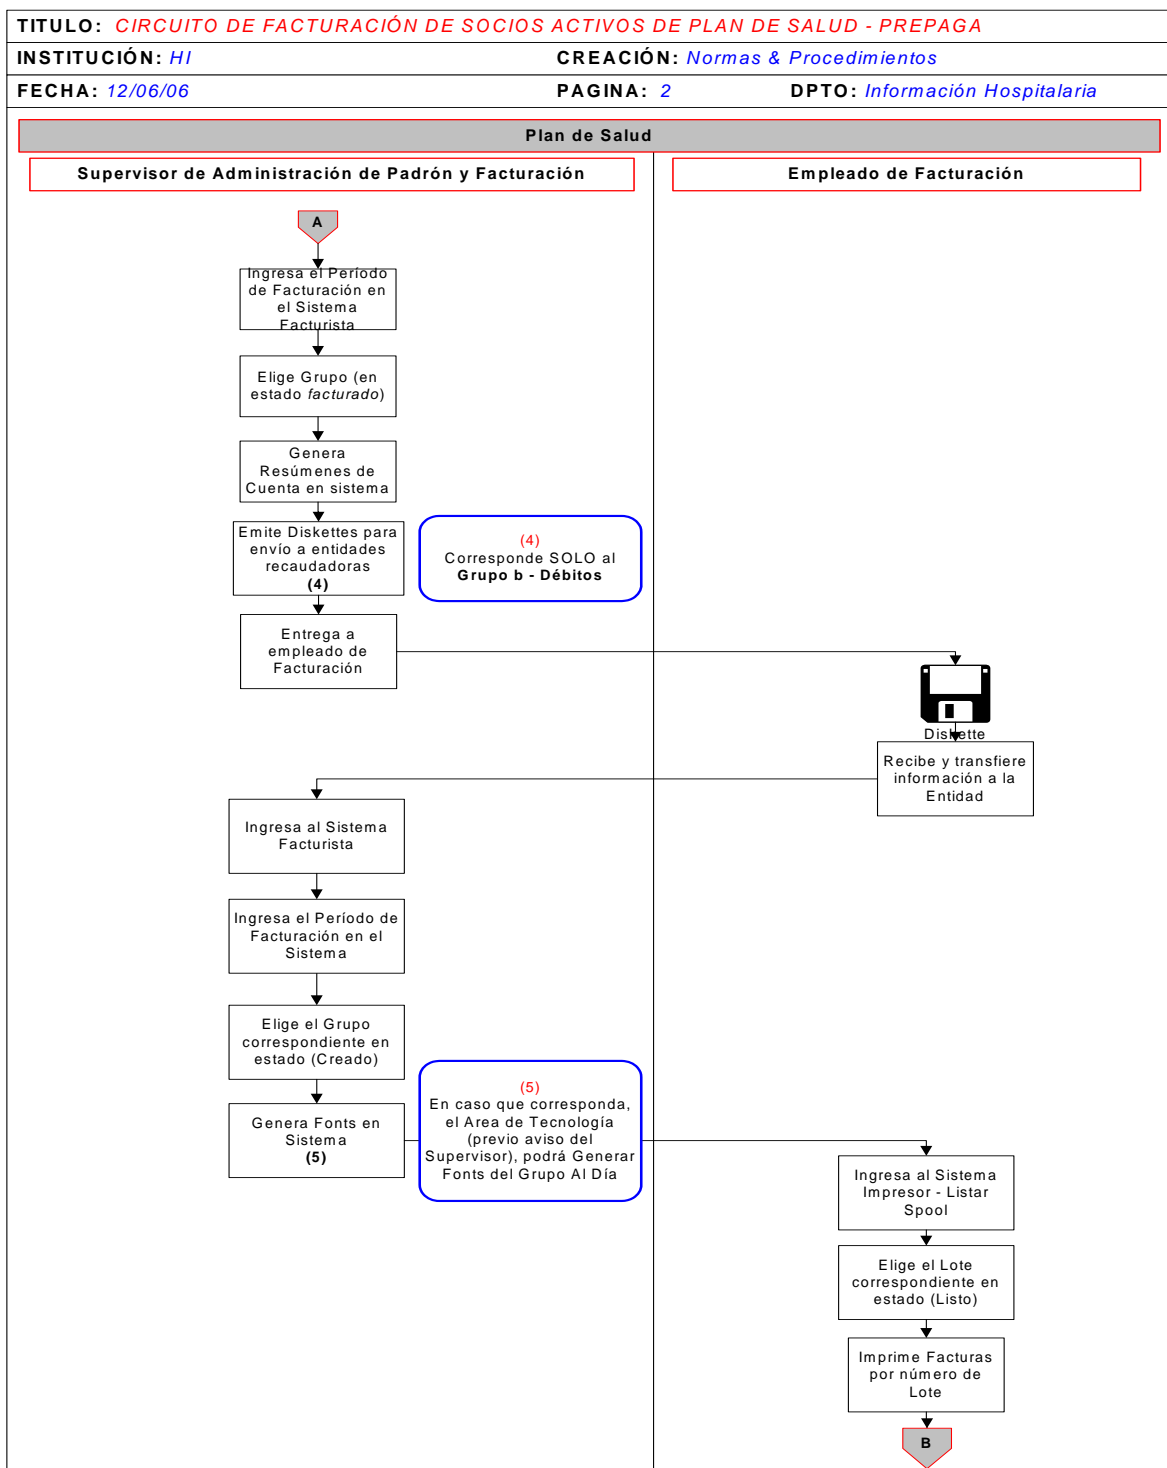 TITULO: CIRCUITO DE FACTURACIÓN DE SOCIOS ACTIVOS DE PLAN DE SALUD - PREPAGA
INSTITUCIÓN: HI
CREACIÓN: Normas & Procedimientos
FECHA: 12/06/06
PAGINA: 2
DPTO: Información Hospitalaria
Plan de Salud
Supervisor de Administración de Padrón y Facturación
Empleado de Facturación
A
Ingresa el Período
de Facturación en
el Sistema
Facturista
Elige Grupo (en
estado facturado)
Genera
Resúmenes de
Cuenta en sistema
Emite Diskettes para
envío a entidades
recaudadoras
(4)
(4)
Corresponde SOLO al
Grupo b - Débitos
Entrega a
empleado de
Facturación
Diskette
Recibe y transfiere
información a la
Entidad
Ingresa al Sistema
Facturista
Ingresa el Período de
Facturación en el
Sistema
Elige el Grupo
correspondiente en
estado (Creado)
Genera Fonts en
Sistema
(5)
(5)
En caso que corresponda,
el Area de Tecnología
(previo aviso del
Supervisor), podrá Generar
Fonts del Grupo Al Día
Ingresa al Sistema
Impresor - Listar
Spool
Elige el Lote
correspondiente en
estado (Listo)
Imprime Facturas
por número de
Lote
B